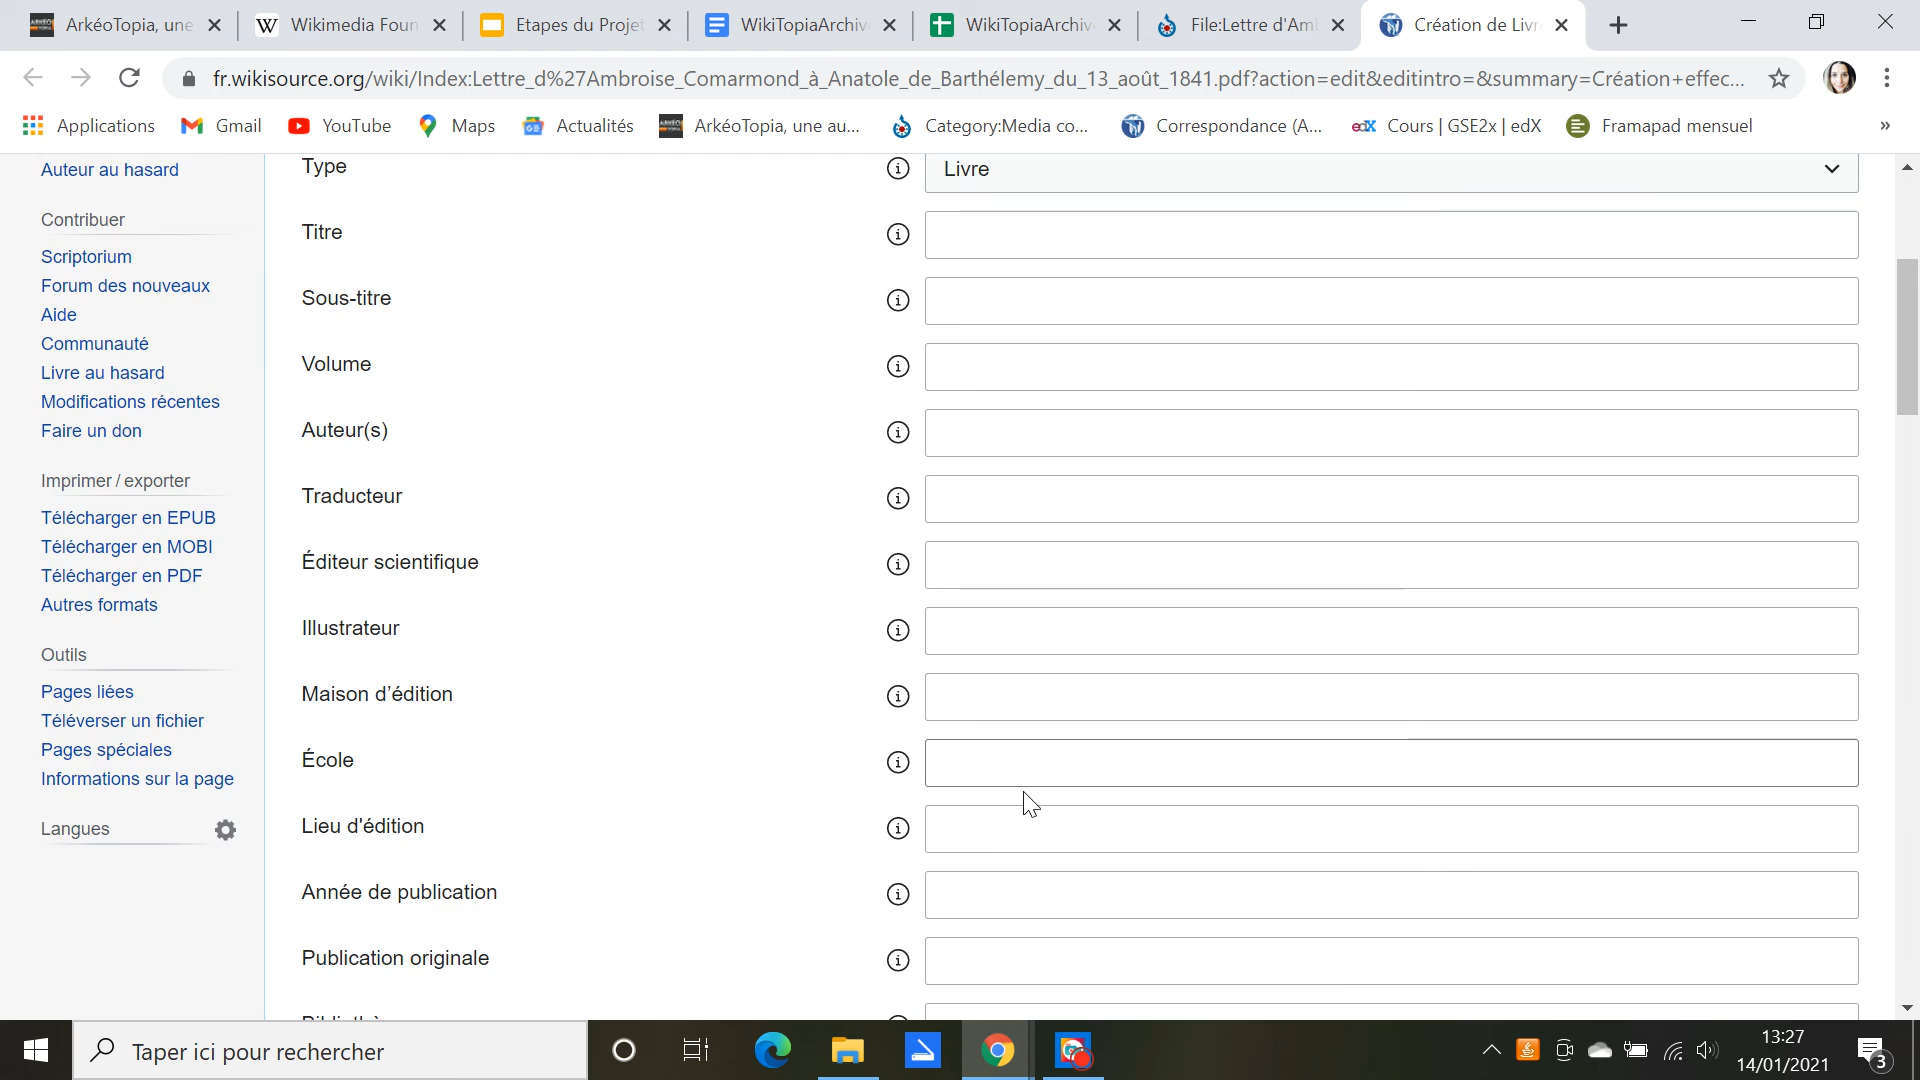 ArkéoTopia, une
Wikimedia Foun
Etapes du Projet
WikiTopiaArchiv
WikiTopiaArchiv
File:Lettre d'Am
Création de Livr
fr.wikisource.org/wiki/Index:Lettre_d%27Ambroise_Comarmond_à_Anatole_de_Barthélemy_du_13_août_1841.pdf?action=edit&editintro=&summary=Création+effec...
Applications
Gmail
YouTube
Maps
Actualités
ArkéoTopia, une au...
Category:Media co...
Correspondance (A...
Cours | GSE2x | edX
Framapad mensuel
»
Auteur au hasard
Contribuer
Scriptorium
Forum des nouveaux
Aide
Communauté
Livre au hasard
Modifications récentes
Faire un don
Imprimer / exporter
Télécharger en EPUB
Télécharger en MOBI
Télécharger en PDF
Autres formats
Outils
Pages liées
Téléverser un fichier
Pages spéciales
Informations sur la page
Langues
Type
Livre
Titre
Sous-titre
Volume
Auteur(s)
Traducteur
Éditeur scientifique
Illustrateur
Maison d’édition
École
Lieu d'édition
Année de publication
Publication originale
Taper ici pour rechercher
13:27
14/01/2021
3